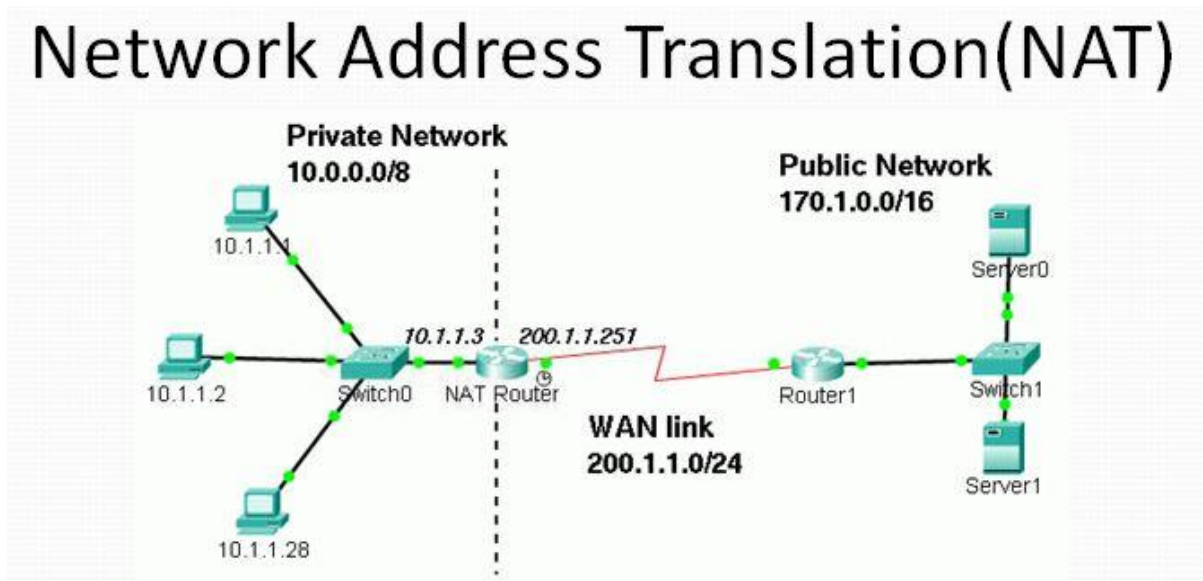 Network Address Translation(NAT)
Private Network
10.0.0.0/8
Public Network
170.1.0.0/16
10.1.1.1
Server0
10.1.1.3
200.1.1.251
10.1.1.2
Switch0
NAT Router
Router1
Switch1
WAN link
200.1.1.0/24
Server1
10.1.1.28